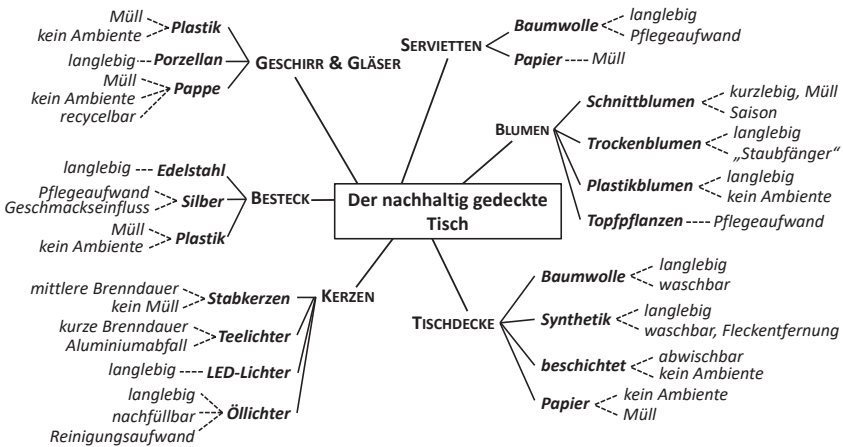 Der nachhaltig gedeckte
Tisch
GESCHIRR & GLÄSER
Plastik
Müll
kein Ambiente
Porzellan
langlebig
Pappe
Müll
kein Ambiente
recycelbar
SERVIETTEN
Baumwolle
langlebig
Pflegeaufwand
Papier
Müll
BLUMEN
Schnittblumen
kurzlebig, Müll
Saison
Trockenblumen
langlebig
„Staubfänger“
Plastikblumen
langlebig
kein Ambiente
Topfpflanzen
Pflegeaufwand
BESTECK
Edelstahl
langlebig
Silber
Pflegeaufwand
Geschmackseinfluss
Plastik
Müll
kein Ambiente
KERZEN
Stabkerzen
mittlere Brenndauer
kein Müll
Teelichter
kurze Brenndauer
Aluminiumabfall
LED-Lichter
langlebig
Öllichter
langlebig
nachfüllbar
Reinigungsaufwand
TISCHDECKE
Baumwolle
langlebig
waschbar
Synthetik
langlebig
waschbar, Fleckentfernung
beschichtet
abwischbar
kein Ambiente
Papier
kein Ambiente
Müll